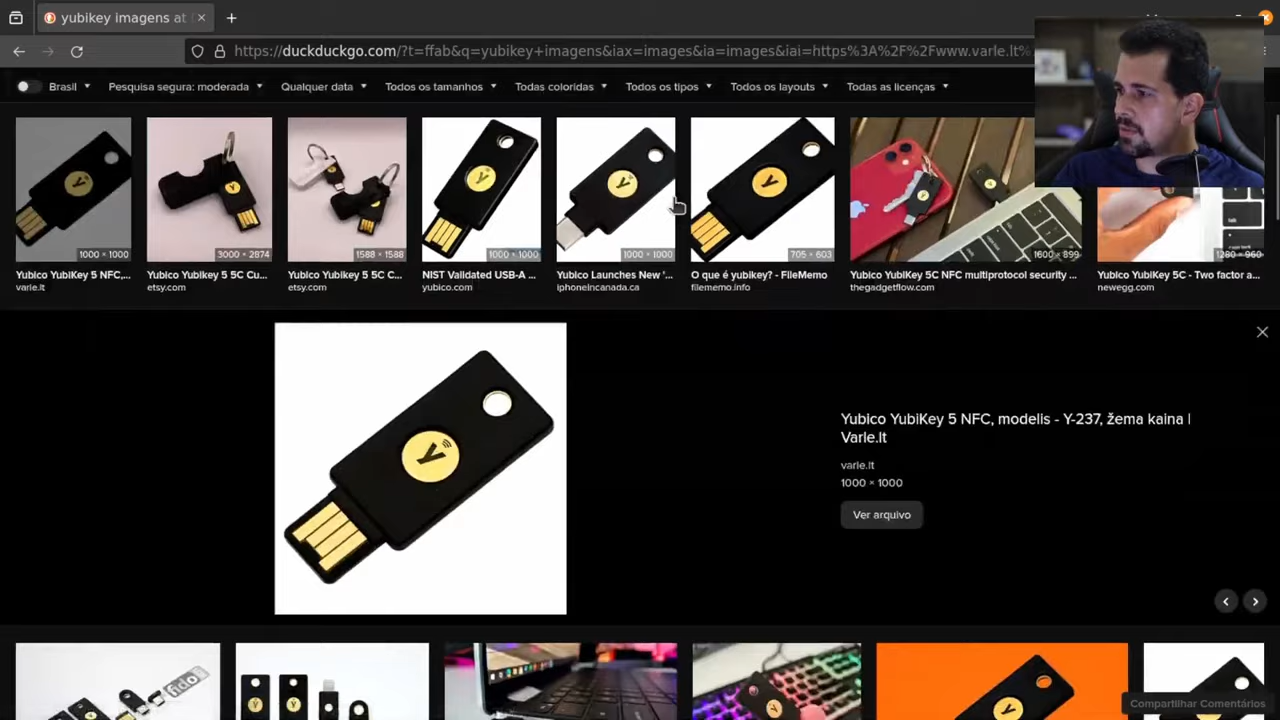 yubikey imagens at
https://duckduckgo.com/?t=ffab&q=yubikey+imagens&iax=images&ia=images&iai=https%3A%2F%2Fwww.varle.lt%
Brasil Pesquisa segura: moderada Qualquer data Todos os tamanhos Todas coloridas Todos os tipos Todos os layouts Todas as licenças
1000 × 1000 3000 × 2874 1588 × 1588 1000 × 1000 1000 × 1000 705 × 603 1600 × 899 1280 × 960
Yubico YubiKey 5 NFC,... Yubico Yubikey 5 5C Cu... Yubico Yubikey 5 5C C... NIST Validated USB-A ... Yubico Launches New '... O que é yubikey? - FileMemo Yubico YubiKey 5C NFC multiprotocol security ... Yubico YubiKey 5C - Two factor a...
varle.lt etsy.com etsy.com yubico.com iphoneincanada.ca filememo.info thegadgetflow.com newegg.com
Yubico YubiKey 5 NFC, modelis - Y-237, žema kaina |
Varle.lt
varle.lt
1000 × 1000
Ver arquivo
fido
Compartilhar Comentários